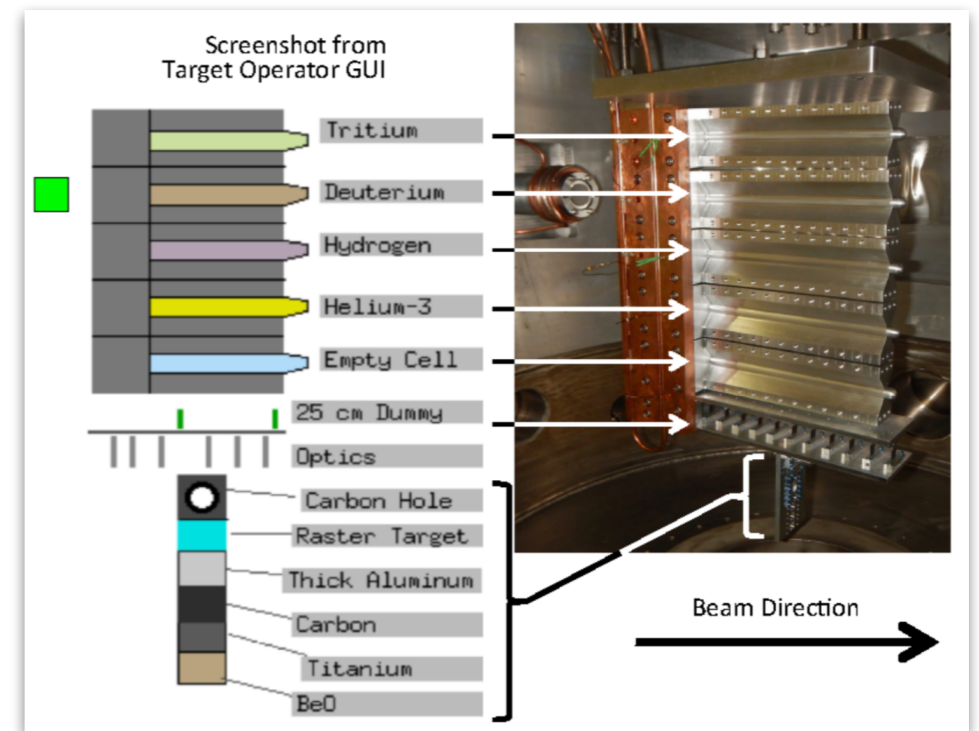 Screenshot from
Target Operator GUI
Tritium
Deuterium
Hydrogen
Helium-3
Empty Cell
25 cm Dummy
Optics
Carbon Hole
Raster Target
Thick Aluminum
Carbon
Titanium
BeO
Beam Direction